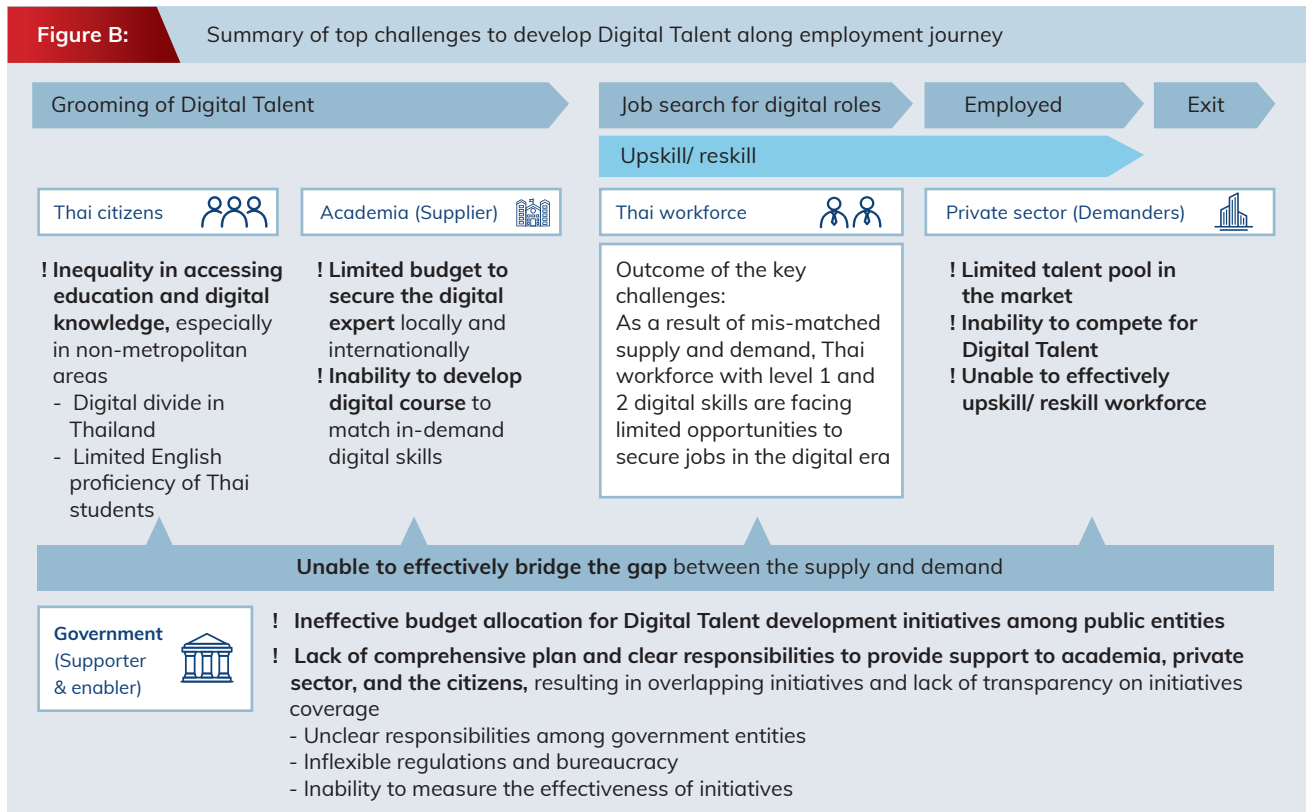 Figure B:
Summary of top challenges to develop Digital Talent along employment journey
Grooming of Digital Talent
Job search for digital roles
Employed
Exit
Upskill/ reskill
Thai citizens
! Inequality in accessing
education and digital
knowledge, especially
in non-metropolitan
areas
- Digital divide in
Thailand
- Limited English
proficiency of Thai
students
Academia (Supplier)
! Limited budget to
secure the digital
expert locally and
internationally
! Inability to develop
digital course to
match in-demand
digital skills
Thai workforce
Outcome of the key
challenges:
As a result of mis-matched
supply and demand, Thai
workforce with level 1 and
2 digital skills are facing
limited opportunities to
secure jobs in the digital era
Private sector (Demanders)
! Limited talent pool in
the market
! Inability to compete for
Digital Talent
! Unable to effectively
upskill/ reskill workforce
Unable to effectively bridge the gap between the supply and demand
Government
(Supporter
& enabler)
! Ineffective budget allocation for Digital Talent development initiatives among public entities
! Lack of comprehensive plan and clear responsibilities to provide support to academia, private
sector, and the citizens, resulting in overlapping initiatives and lack of transparency on initiatives
coverage
- Unclear responsibilities among government entities
- Inflexible regulations and bureaucracy
- Inability to measure the effectiveness of initiatives